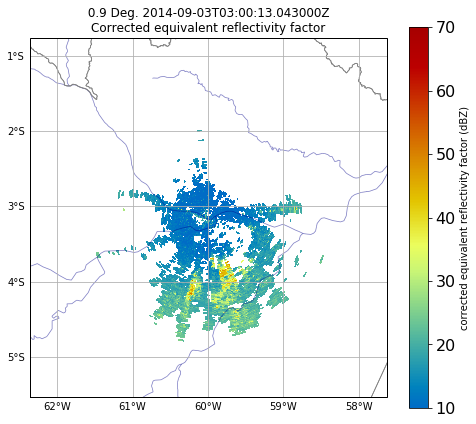 0.9 Deg. 2014-09-03T03:00:13.043000Z
Corrected equivalent reflectivity factor
1°S
2°S
3°S
4°S
5°S
62°W
61°W
60°W
59°W
58°W
70
60
50
40
30
20
10
corrected equivalent reflectivity factor (dBZ)